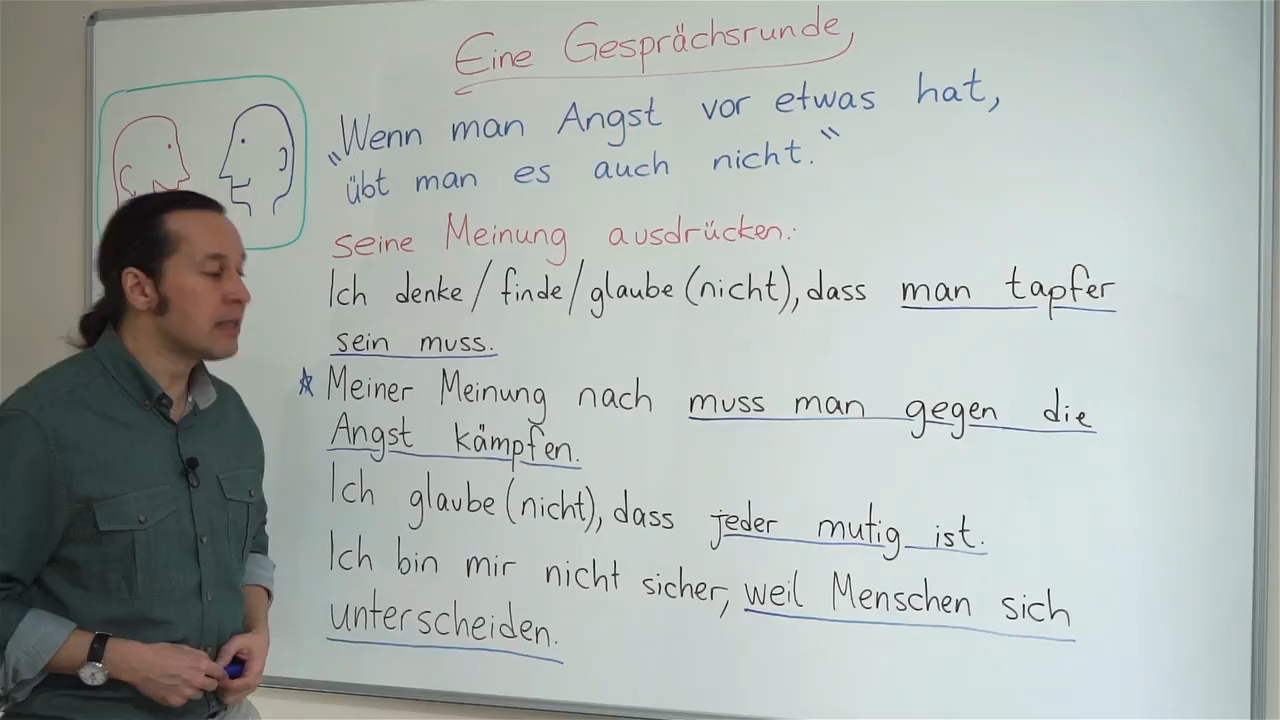 Eine Gesprächsrunde,
„Wenn man Angst vor etwas hat,
übt man es auch nicht.“
seine Meinung ausdrücken:
Ich denke/finde/glaube (nicht), dass man tapfer
sein muss.
☆ Meiner Meinung nach muss man gegen die
Angst kämpfen.
Ich glaube (nicht), dass jeder mutig ist.
Ich bin mir nicht sicher, weil Menschen sich
unterscheiden.